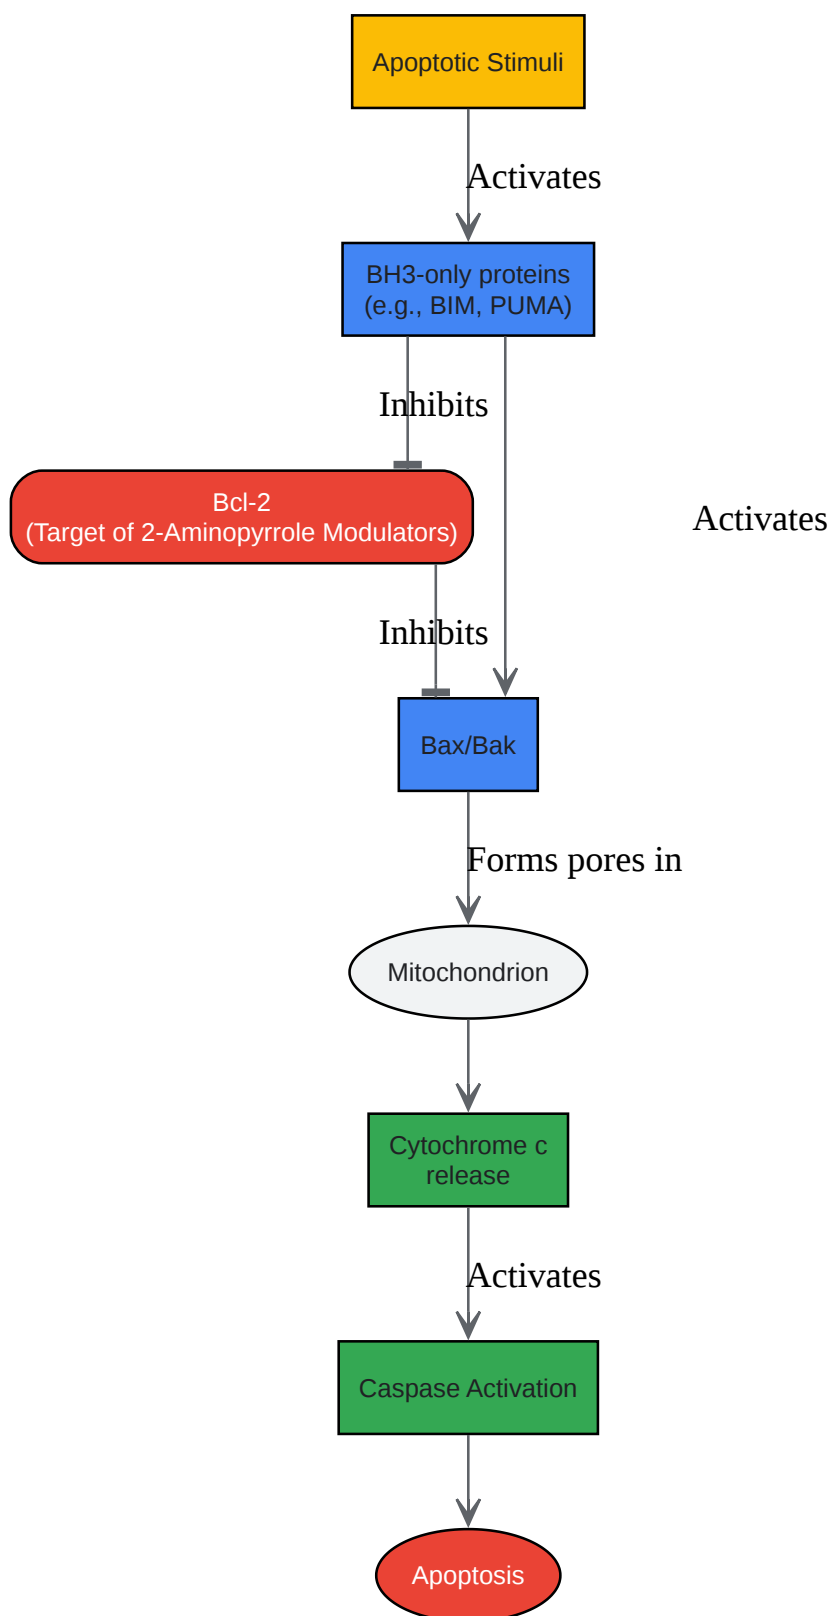 Apoptotic Stimuli
Activates
BH3-only proteins
(e.g., BIM, PUMA)
Inhibits
Bcl-2
(Target of 2-Aminopyrrole Modulators)
Activates
Inhibits
Bax/Bak
Forms pores in
Mitochondrion
Cytochrome c
release
Activates
Caspase Activation
Apoptosis